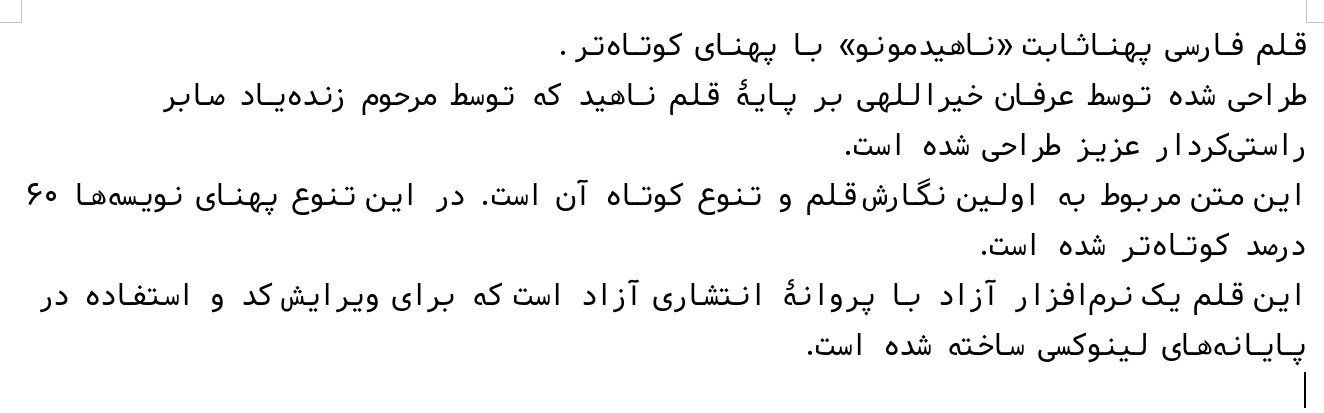 قلم فارسی پهناثابت «ناهیدمونو» با پهنای کوتاه‌تر .
طراحی شده توسط عرفان خیراللهی بر پایهٔ قلم ناهید که توسط مرحوم زنده‌یاد صابر
راستی‌کردار عزیز طراحی شده است.
این متن مربوط به اولین نگارش قلم و تنوع کوتاه آن است. در این تنوع پهنای نویسه‌ها ۶۰
درصد کوتاه‌تر شده است.
این قلم یک نرم‌افزار آزاد با پروانهٔ انتشاری آزاد است که برای ویرایش کد و استفاده در
پایانه‌های لینوکسی ساخته شده است.